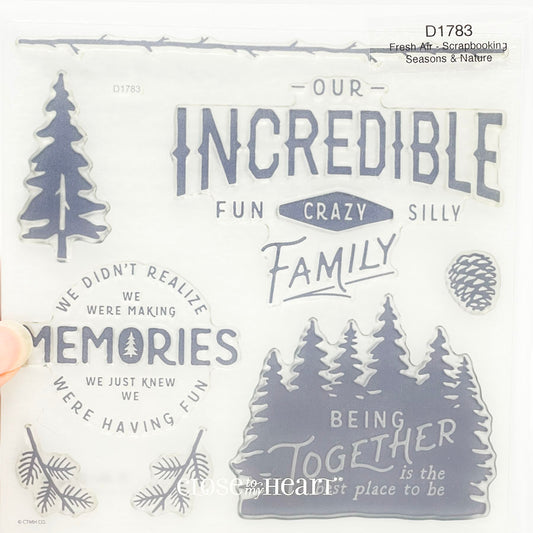 D1783
Fresh Air - Scrapbooking
Seasons & Nature
D1783
- OUR -
INCREDIBLE
FUN CRAZY SILLY
FAMILY
WE DIDN'T REALIZE
WE
WERE MAKING
MEMORIES
WE JUST KNEW
WE
WERE HAVING FUN
BEING
TOGETHER
is the
best place to be
close to my HEART
© CTMH CO.